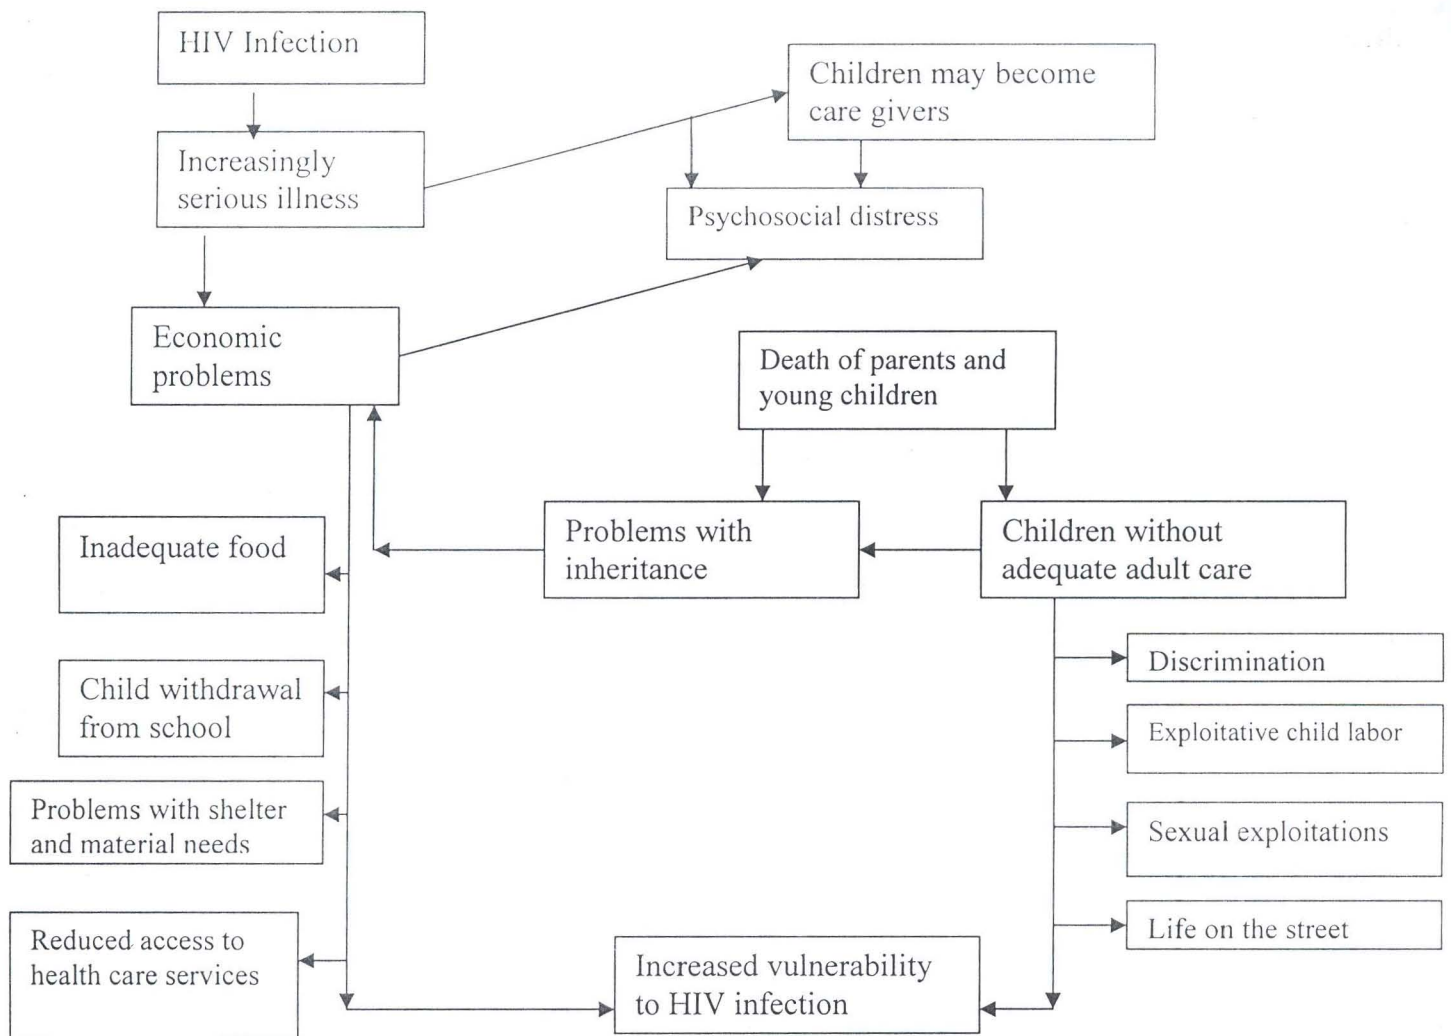 HIV Infection
Children may become
care givers
Increasingly
serious illness
Psychosocial distress
Economic
problems
Death of parents and
young children
Problems with
inheritance
Children without
adequate adult care
Inadequate food
Discrimination
Child withdrawal
from school
Exploitative child labor
Problems with shelter
and material needs
Sexual exploitations
Reduced access to
health care services
Life on the street
Increased vulnerability
to HIV infection